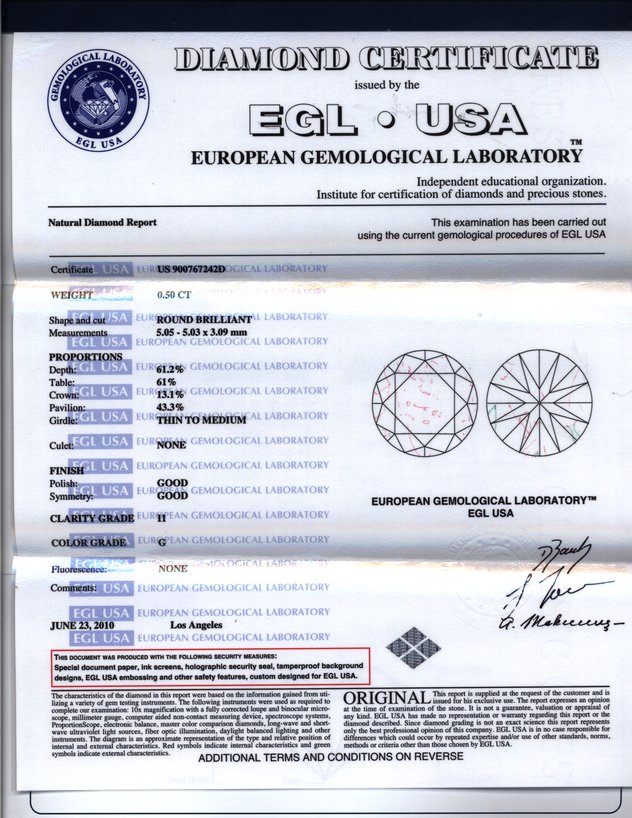 GEMOLOGICAL LABORATORY
EGL USA
DIAMOND CERTIFICATE
issued by the
EGL • USA
EUROPEAN GEMOLOGICAL LABORATORY™
Independent educational organization.
Institute for certification of diamonds and precious stones.
Natural Diamond Report
This examination has been carried out
using the current gemological procedures of EGL USA
Certificate US 900767242D
WEIGHT 0.50 CT
Shape and cut ROUND BRILLIANT
Measurements 5.05 - 5.03 x 3.09 mm
PROPORTIONS
Depth: 61.2%
Table: 61%
Crown: 13.1%
Pavilion: 43.3%
Girdle: THIN TO MEDIUM
Culet: NONE
FINISH
Polish: GOOD
Symmetry: GOOD
CLARITY GRADE I1
COLOR GRADE G
Fluorescence: NONE
Comments:
JUNE 23, 2010 Los Angeles
EUROPEAN GEMOLOGICAL LABORATORY™
EGL USA
THIS DOCUMENT WAS PRODUCED WITH THE FOLLOWING SECURITY MEASURES:
Special document paper, ink screens, holographic security seal, tamperproof background
designs, EGL USA embossing and other safety features, custom designed for EGL USA.
The characteristics of the diamond in this report were based on the information from uti-
lizing a variety of gem testing instruments. The following instruments were used in order to
complete our examination: 10x magnification with a fully corrected loupe and binocular micro-
scope, millimeter gauge, computer aided non-contact measuring device, spectroscope systems,
ProportionScope, electronic balance, master color comparison diamonds, long-wave and short-
wave ultraviolet light sources, fiber optic illumination, daylight balanced lighting and other
instruments. The diagram is an approximate representation of the type and relative position of
internal and external characteristics. Red symbols indicate internal characteristics and green
symbols indicate external characteristics.
ORIGINAL This report is supplied at the request of the customer and is
issued for his exclusive use. The report expresses an opinion
at the time of examination of the stone. It is not a guarantee, valuation or appraisal of
any kind. EGL USA has made no representation or warranty regarding this report or the
diamond described. Since diamond grading is not an exact science this report represents
only the best professional opinion of this company. EGL USA is in no case responsible for
differences which could occur by repeated expertise and/or use of other standards, norms,
methods or criteria other than those chosen by EGL USA.
ADDITIONAL TERMS AND CONDITIONS ON REVERSE